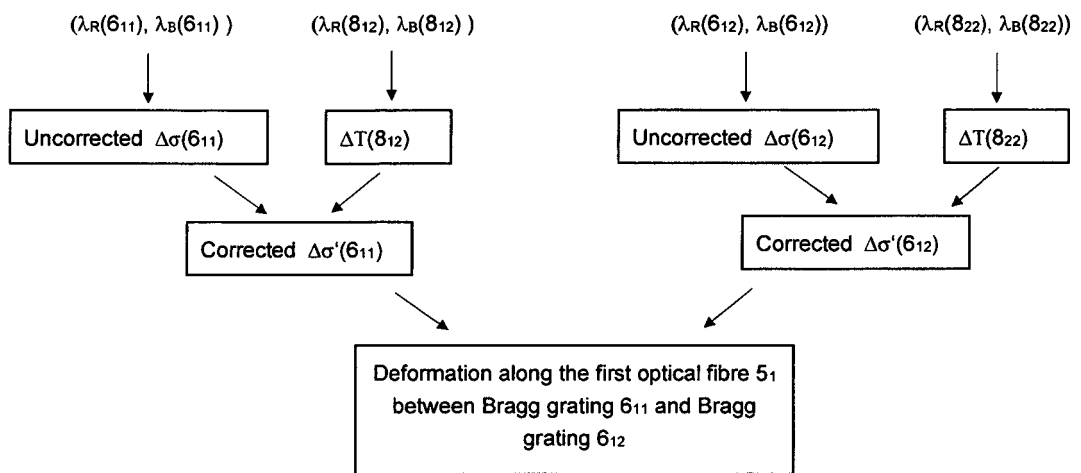 (λR(6₁₁), λB(6₁₁) ) (λR(8₁₂), λB(8₁₂) ) (λR(6₁₂), λB(6₁₂)) (λR(8₂₂), λB(8₂₂))
Uncorrected Δσ(6₁₁) ΔT(8₁₂) Uncorrected Δσ(6₁₂) ΔT(8₂₂)
Corrected Δσ‘(6₁₁) Corrected Δσ‘(6₁₂)
Deformation along the first optical fibre 5₁
between Bragg grating 6₁₁ and Bragg
grating 6₁₂